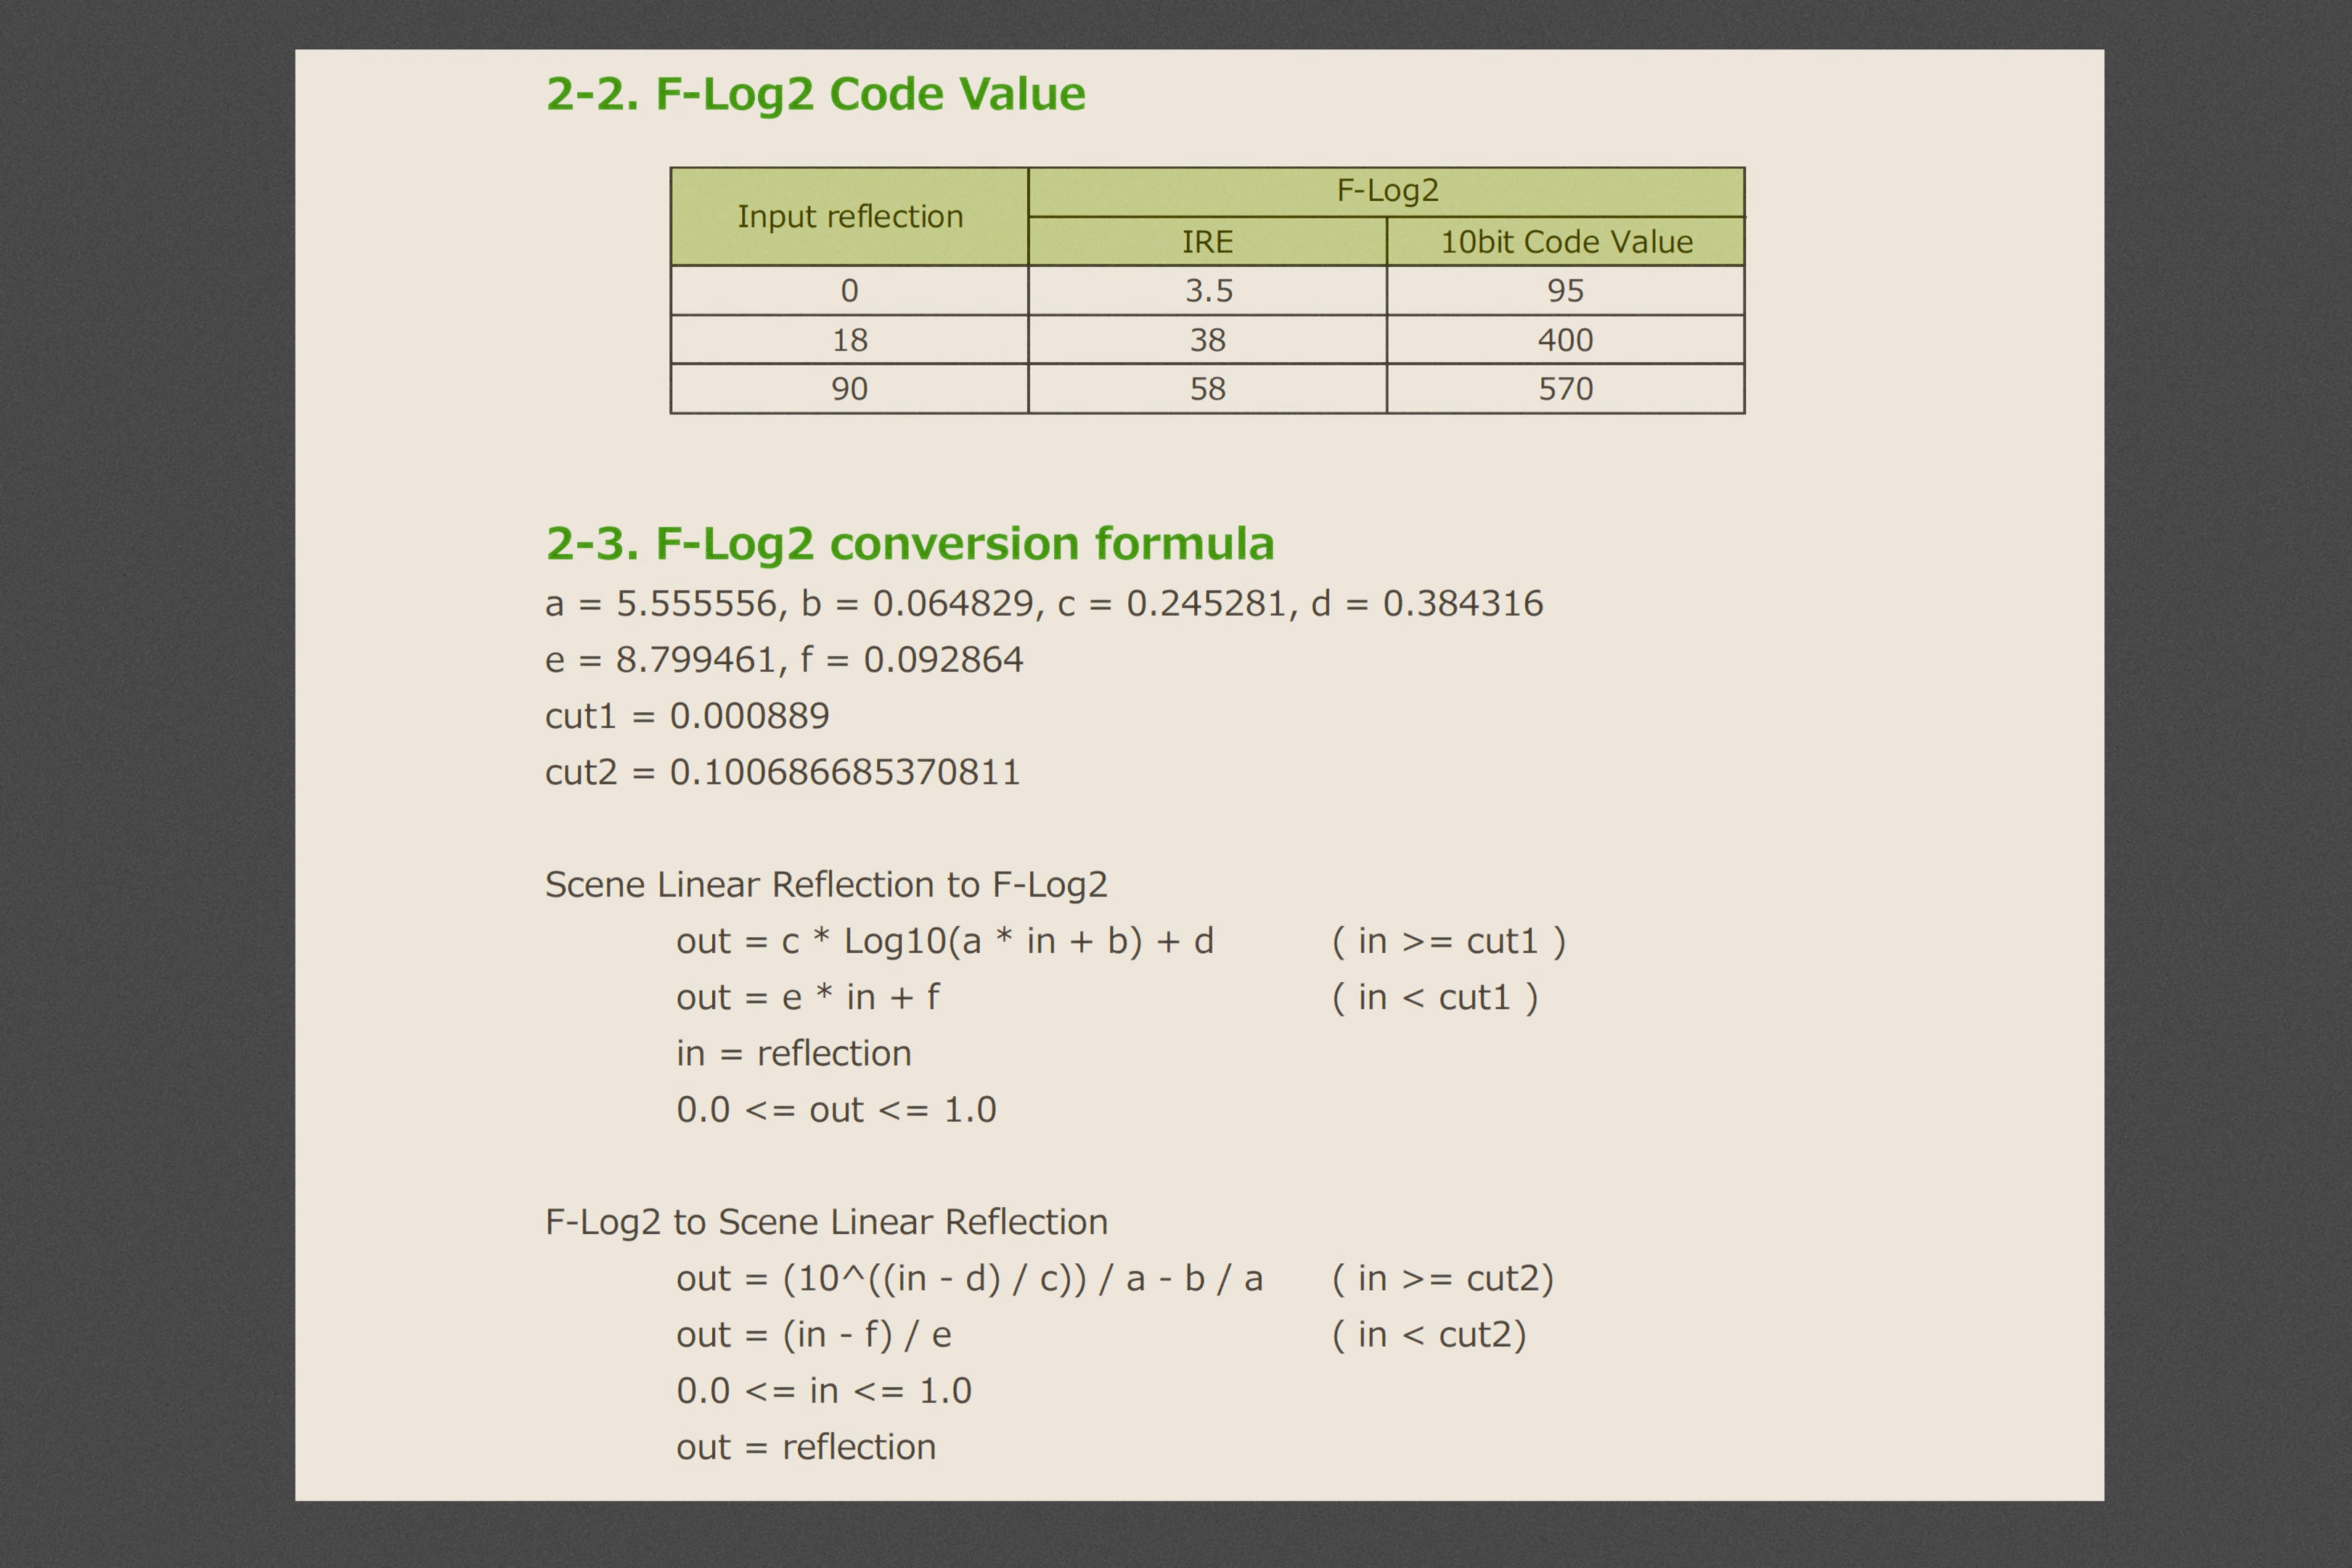 2-2. F-Log2 Code Value
Input reflection
F-Log2
IRE 10bit Code Value
0 3.5 95
18 38 400
90 58 570
2-3. F-Log2 conversion formula
a = 5.555556, b = 0.064829, c = 0.245281, d = 0.384316
e = 8.799461, f = 0.092864
cut1 = 0.000889
cut2 = 0.100686685370811
Scene Linear Reflection to F-Log2
out = c * Log10(a * in + b) + d ( in >= cut1 )
out = e * in + f ( in < cut1 )
in = reflection
0.0 <= out <= 1.0
F-Log2 to Scene Linear Reflection
out = (10^((in - d) / c)) / a - b / a ( in >= cut2)
out = (in - f) / e ( in < cut2)
0.0 <= in <= 1.0
out = reflection